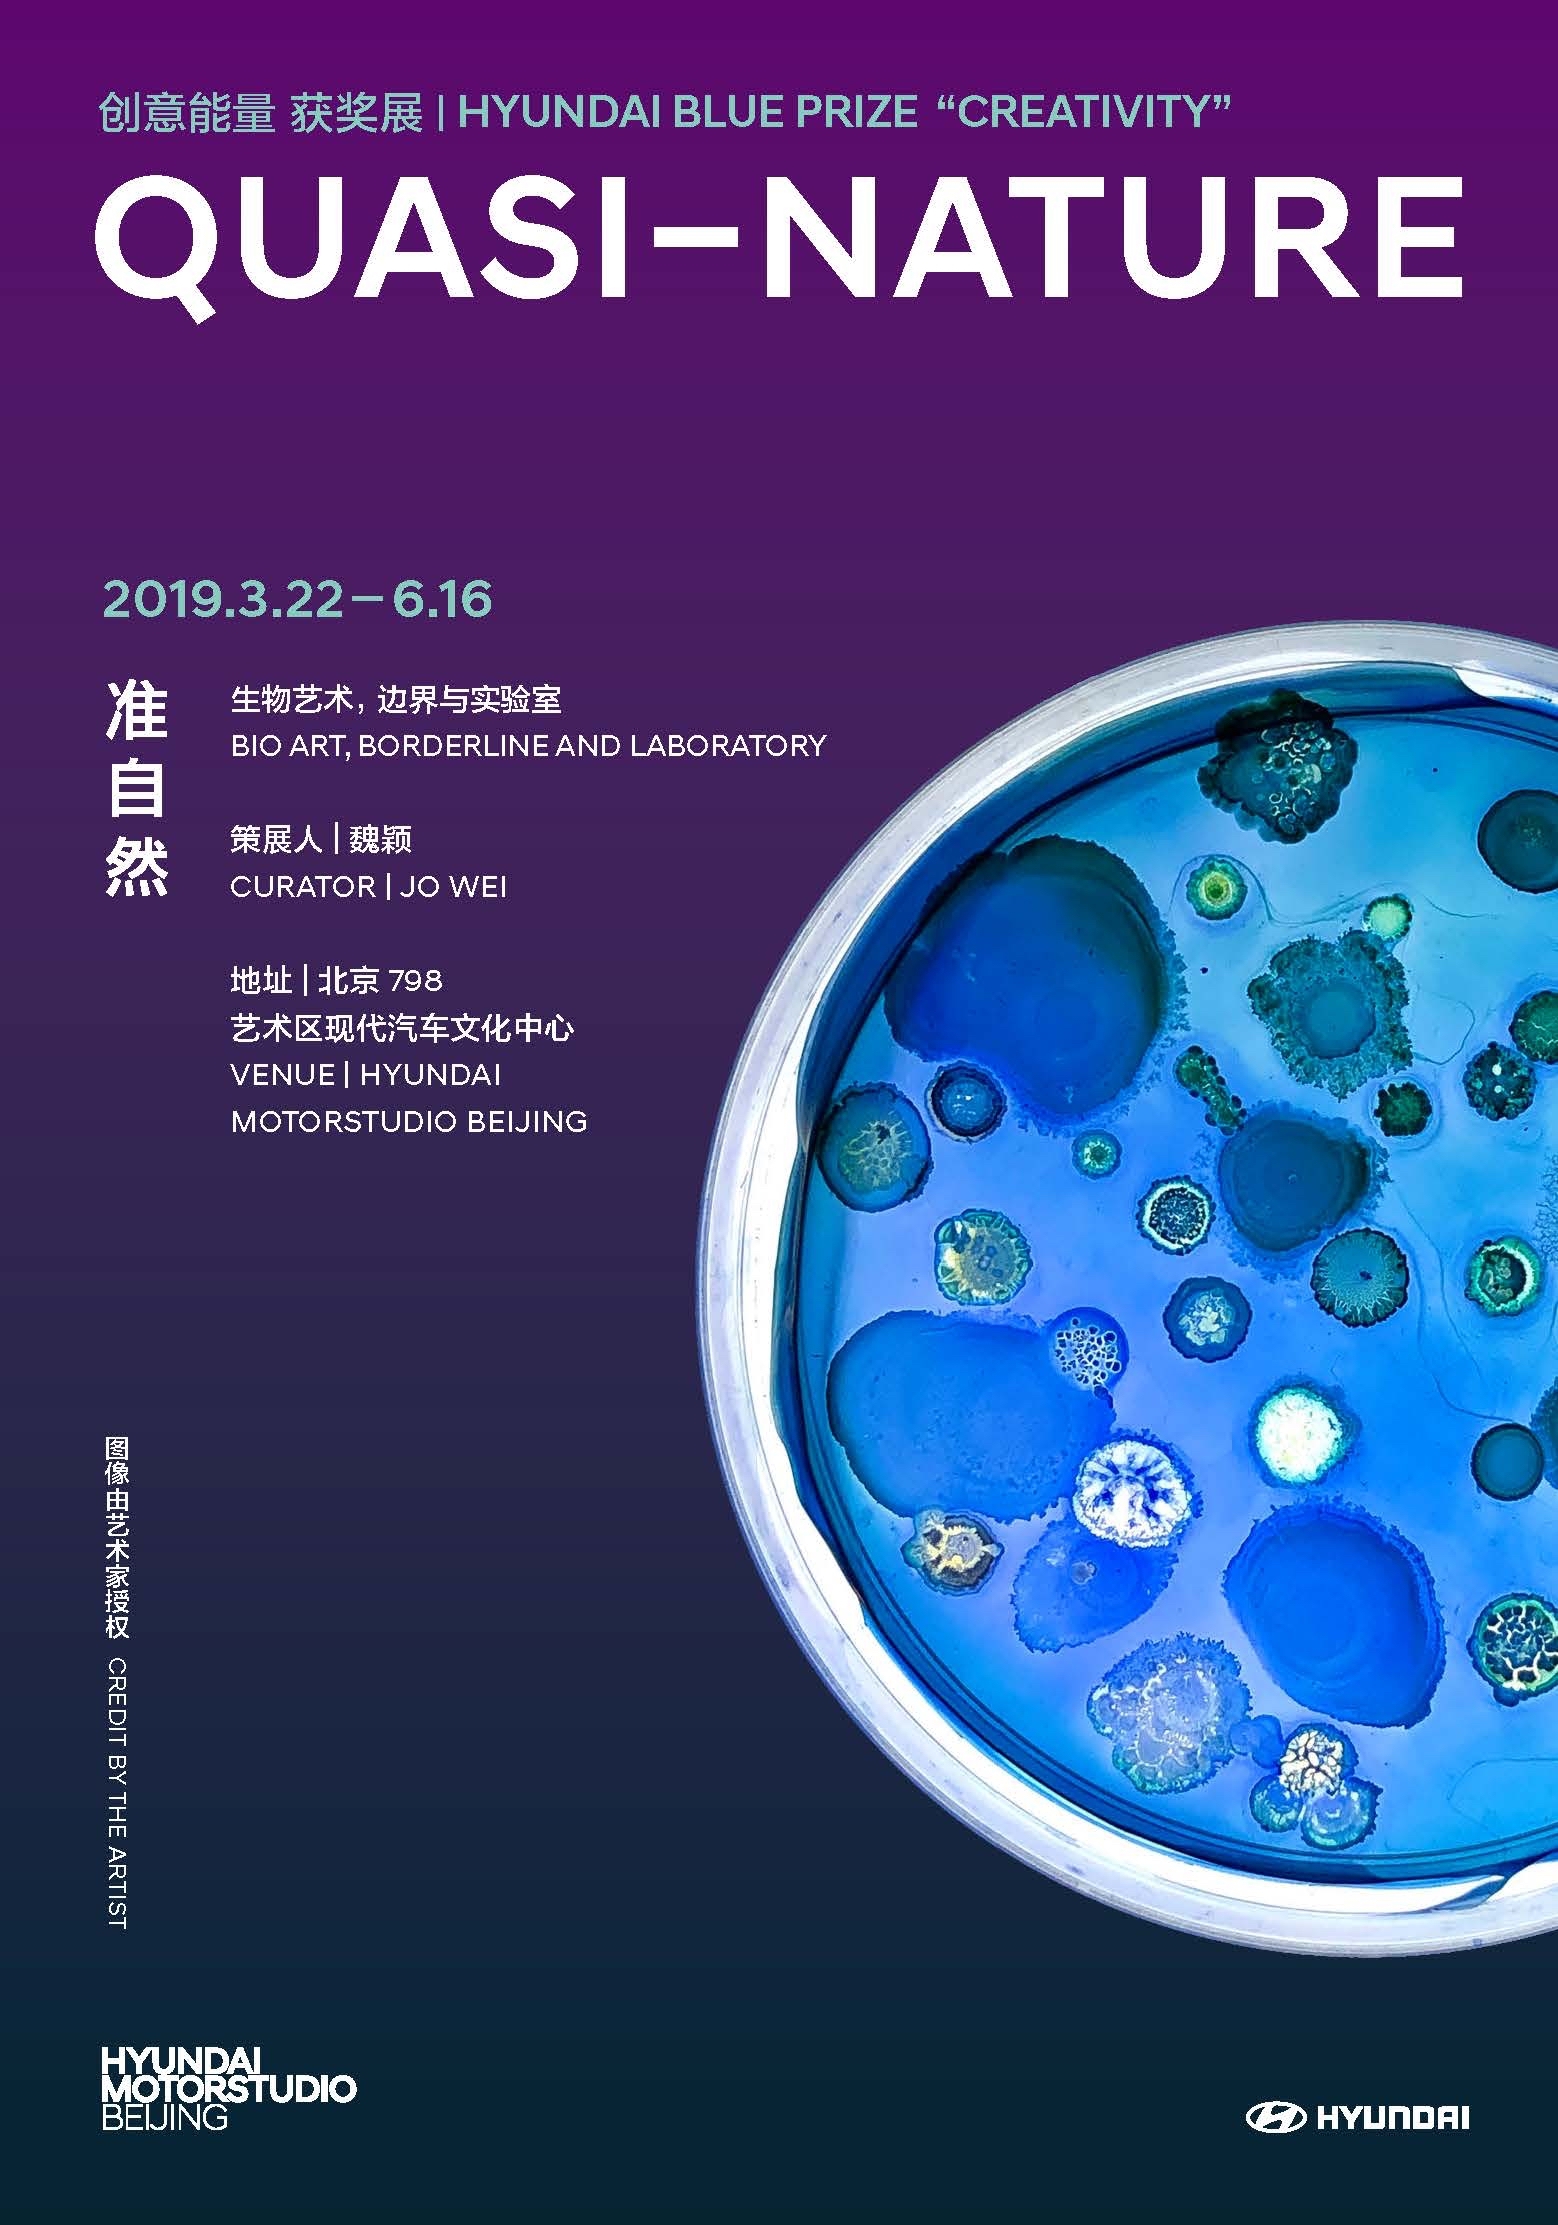 创意能量 获奖展 | HYUNDAI BLUE PRIZE “CREATIVITY”
QUASI–NATURE
2019.3.22 – 6.16
准自然
生物艺术，边界与实验室
BIO ART, BORDERLINE AND LABORATORY
策展人 | 魏颖
CURATOR | JO WEI
地址 | 北京 798
艺术区现代汽车文化中心
VENUE | HYUNDAI
MOTORSTUDIO BEIJING
图像由艺术家授权 CREDIT BY THE ARTIST
HYUNDAI
MOTORSTUDIO
BEIJING
HYUNDAI